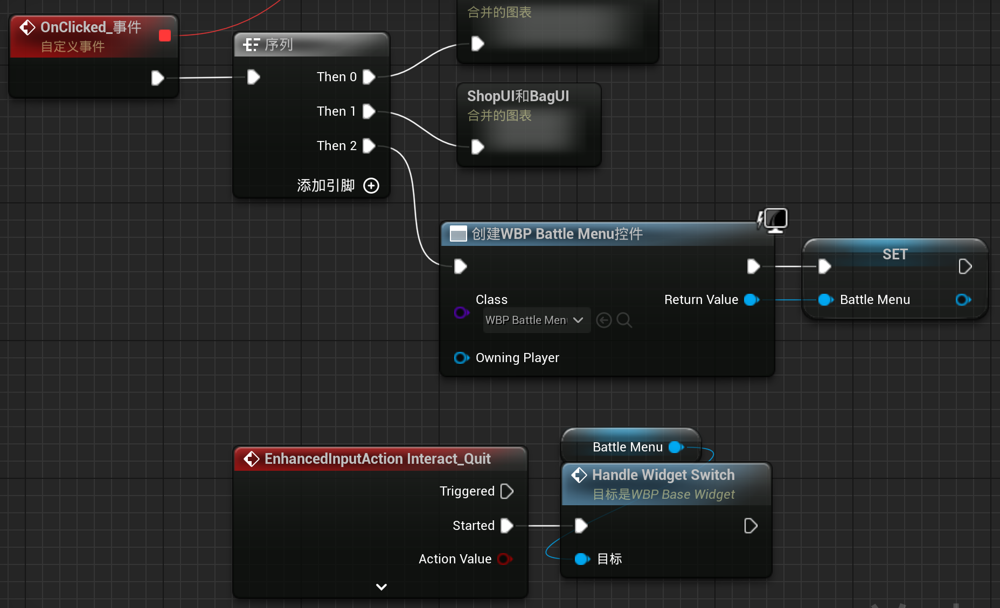 OnClicked_事件
自定义事件
序列
Then 0
Then 1
Then 2
添加引脚
合并的图表
ShopUI和BagUI
合并的图表
创建WBP Battle Menu控件
Class
WBP Battle Men
Return Value
Owning Player
SET
Battle Menu
EnhancedInputAction Interact_Quit
Triggered
Started
Action Value
Battle Menu
Handle Widget Switch
目标是WBP Base Widget
目标